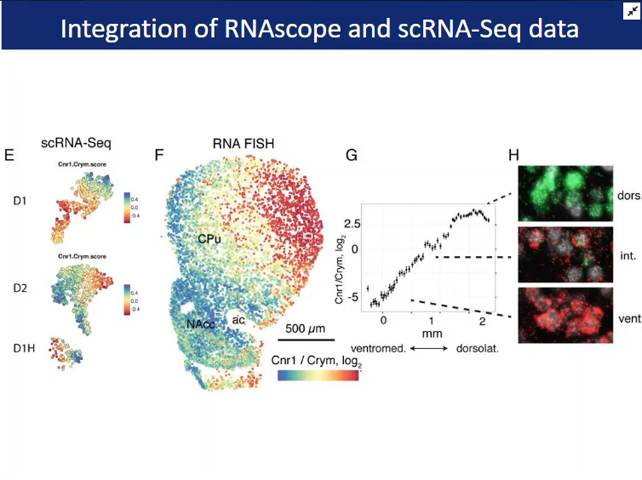 Integration of RNAscope and scRNA-Seq data
E
scRNA-Seq
Cnr1.Crym.score
D1
0.4
0.0
-0.4
Cnr1.Crym.score
D2
0.4
0.0
-0.4
D1H
F
RNA FISH
CPu
NAcc
ac
500 µm
Cnr1 / Crym, log2
G
Cnr1/Crym, log2
2.5
0
-5
0
1
2
mm
ventromed.
dorsolat.
H
dors.
int.
vent